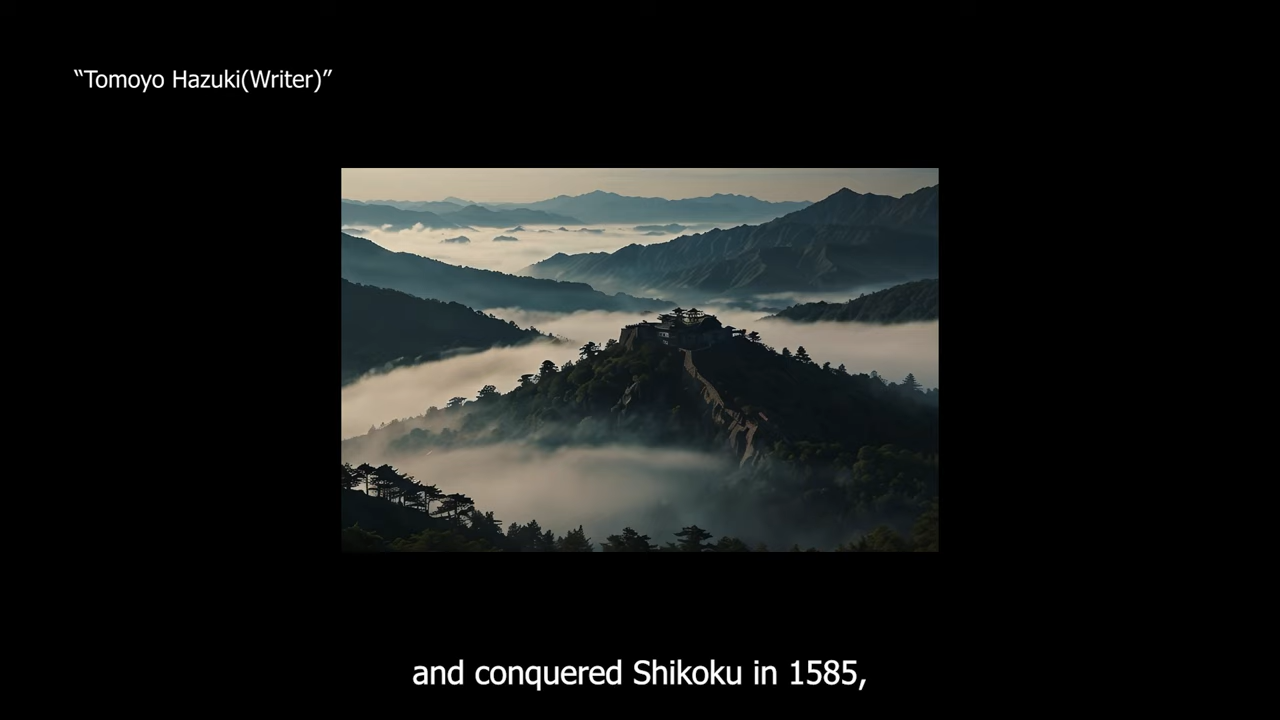 “Tomoyo Hazuki(Writer)”
and conquered Shikoku in 1585,